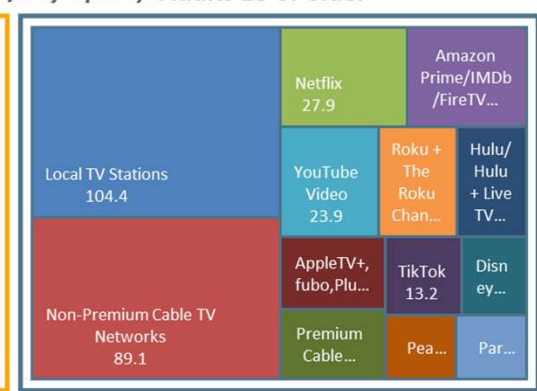 Local TV Stations
104.4
Non-Premium Cable TV
Networks
89.1
Netflix
27.9
Amazon
Prime/IMDb
/FireTV...
YouTube
Video
23.9
Roku +
The
Roku
Chan...
Hulu/
Hulu
+ Live
TV...
AppleTV+,
fubo,Plu...
TikTok
13.2
Disn
ey...
Premium
Cable...
Pea...
Par...